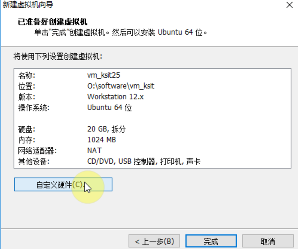 新建虚拟机向导
已准备好创建虚拟机
单击“完成”创建虚拟机。然后可以安装 Ubuntu 64 位。
将使用下列设置创建虚拟机：
名称： vm_ksit25
位置： O:\software\vm_ksit
版本： Workstation 12.x
操作系统： Ubuntu 64 位
硬盘： 20 GB, 拆分
内存： 1024 MB
网络适配器： NAT
其他设备： CD/DVD, USB 控制器, 打印机, 声卡
自定义硬件(C)...
< 上一步(B) 完成 取消